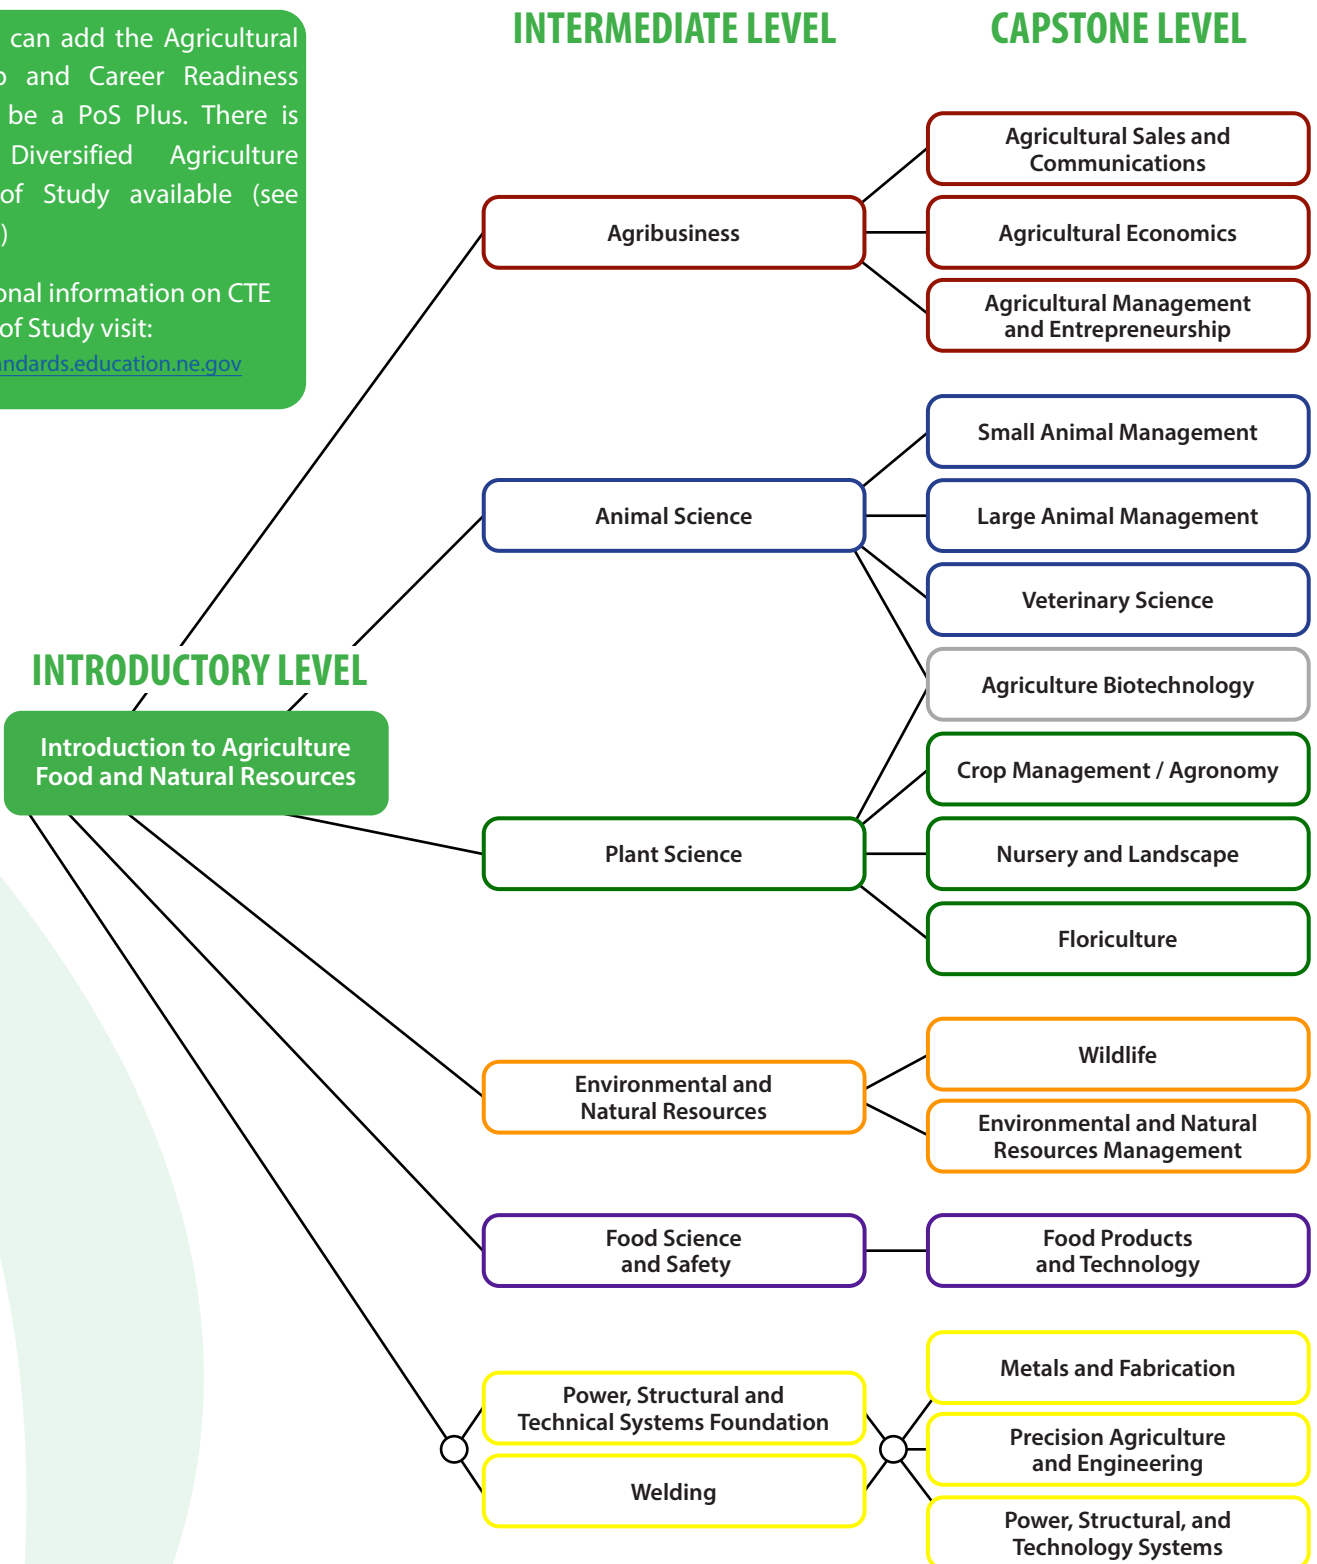 can add the Agricultural
and Career Readiness
be a PoS Plus. There is
Diversified Agriculture
of Study available (see
)
information on CTE
of Study visit:
.education.ne.gov
INTERMEDIATE LEVEL
CAPSTONE LEVEL
INTRODUCTORY LEVEL
Introduction to Agriculture
Food and Natural Resources
Agribusiness
Agricultural Sales and
Communications
Agricultural Economics
Agricultural Management
and Entrepreneurship
Animal Science
Small Animal Management
Large Animal Management
Veterinary Science
Agriculture Biotechnology
Plant Science
Crop Management / Agronomy
Nursery and Landscape
Floriculture
Environmental and
Natural Resources
Wildlife
Environmental and Natural
Resources Management
Food Science
and Safety
Food Products
and Technology
Power, Structural and
Technical Systems Foundation
Welding
Metals and Fabrication
Precision Agriculture
and Engineering
Power, Structural, and
Technology Systems